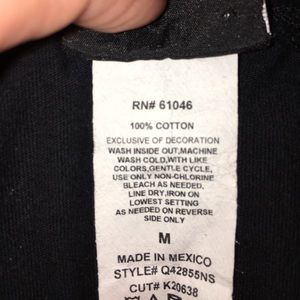 RN# 61046
100% COTTON
EXCLUSIVE OF DECORATION
WASH INSIDE OUT,MACHINE
WASH COLD,WITH LIKE
COLORS,GENTLE CYCLE,
USE ONLY NON-CHLORINE
BLEACH AS NEEDED,
LINE DRY,IRON ON
LOWEST SETTING
AS NEEDED ON REVERSE
SIDE ONLY
M
MADE IN MEXICO
STYLE# Q42855NS
CUT# K20638